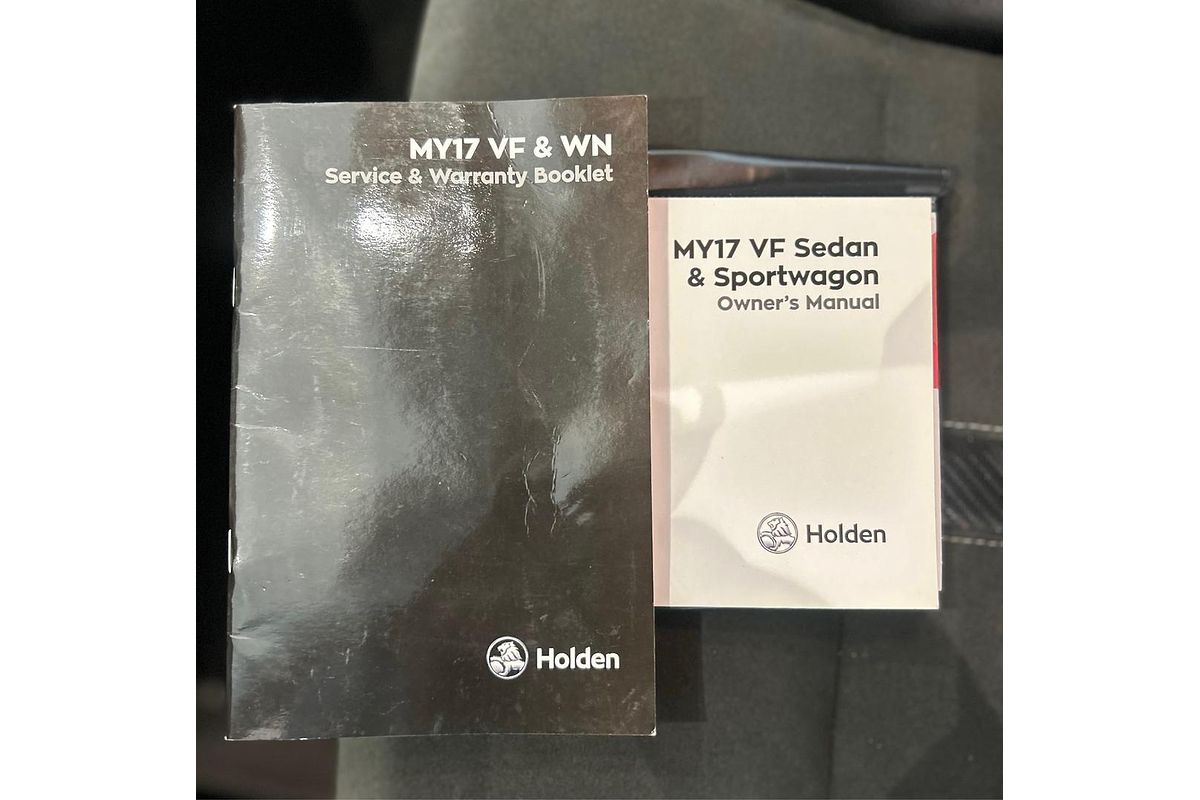 MY17 VF & WN
Service & Warranty Booklet
Holden
MY17 VF Sedan
& Sportwagon
Owner's Manual
Holden